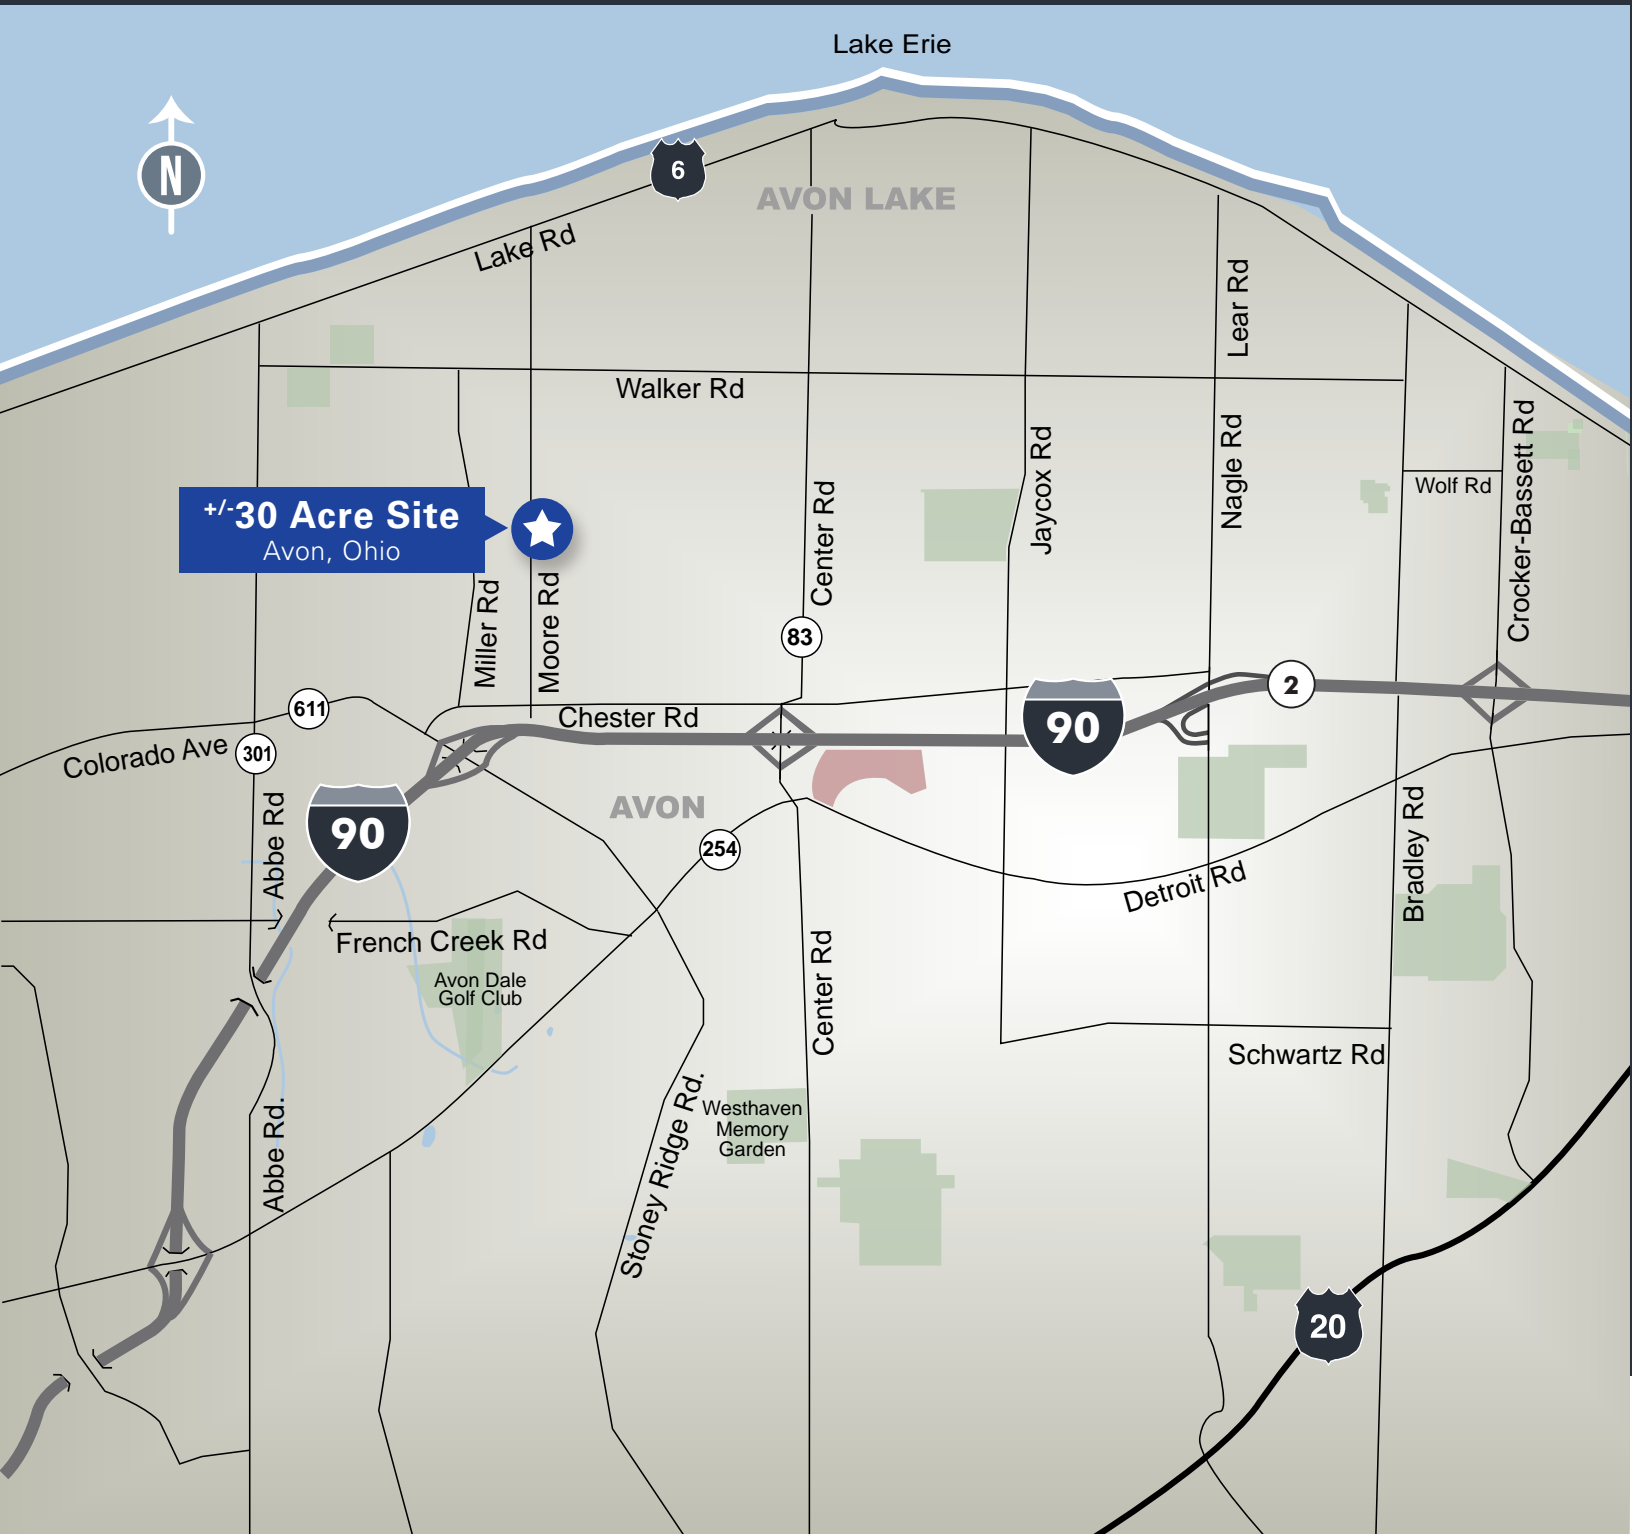 Lake Erie
N
6
AVON LAKE
Lake Rd
Lear Rd
Walker Rd
Jaycox Rd
Nagle Rd
Crocker-Bassett Rd
Wolf Rd
+/-30 Acre Site
Avon, Ohio
Center Rd
Miller Rd
Moore Rd
83
2
611
Chester Rd
90
Colorado Ave
301
Abbe Rd
90
AVON
254
Bradley Rd
Detroit Rd
French Creek Rd
Avon Dale
Golf Club
Center Rd
Schwartz Rd
Abbe Rd.
Stoney Ridge Rd.
Westhaven
Memory
Garden
20